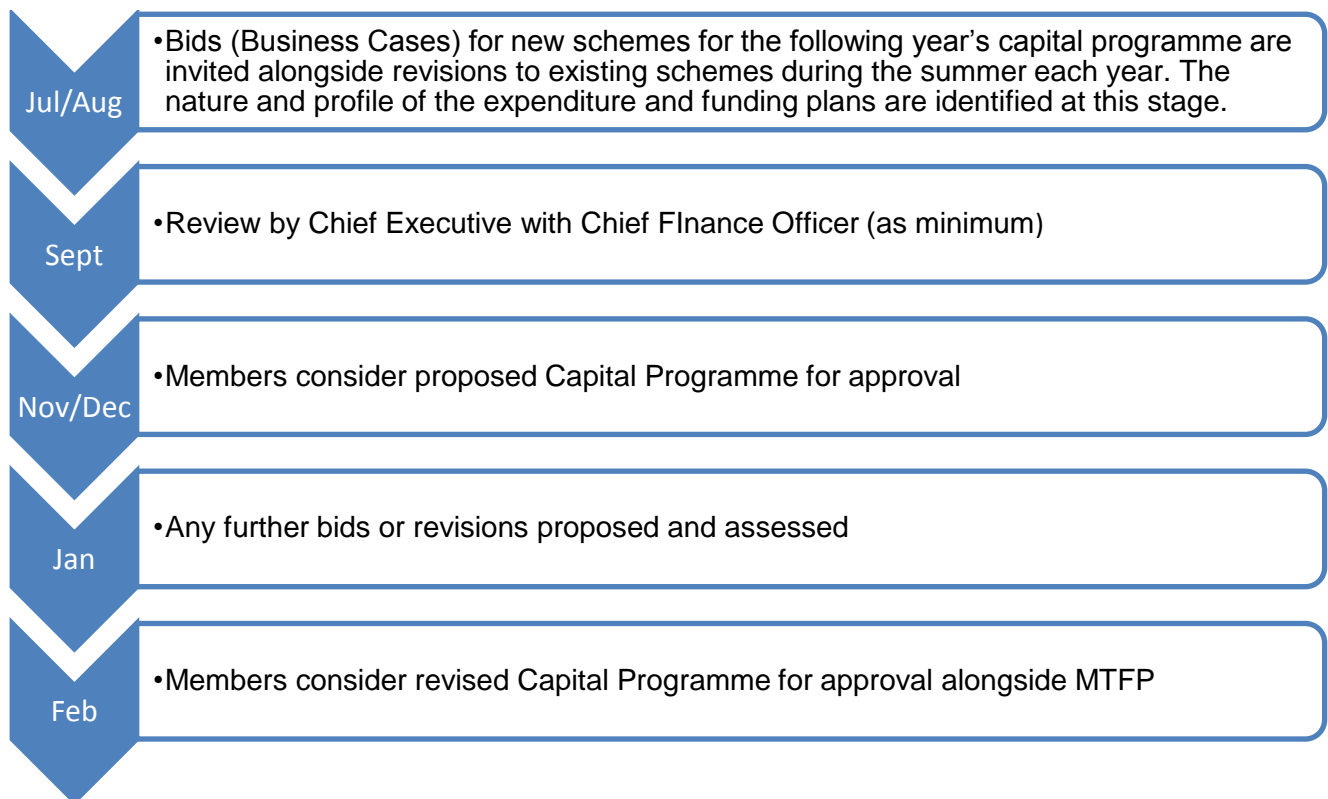 Jul/Aug
•Bids (Business Cases) for new schemes for the following year’s capital programme are
invited alongside revisions to existing schemes during the summer each year. The
nature and profile of the expenditure and funding plans are identified at this stage.
Sept
•Review by Chief Executive with Chief FInance Officer (as minimum)
Nov/Dec
•Members consider proposed Capital Programme for approval
Jan
•Any further bids or revisions proposed and assessed
Feb
•Members consider revised Capital Programme for approval alongside MTFP